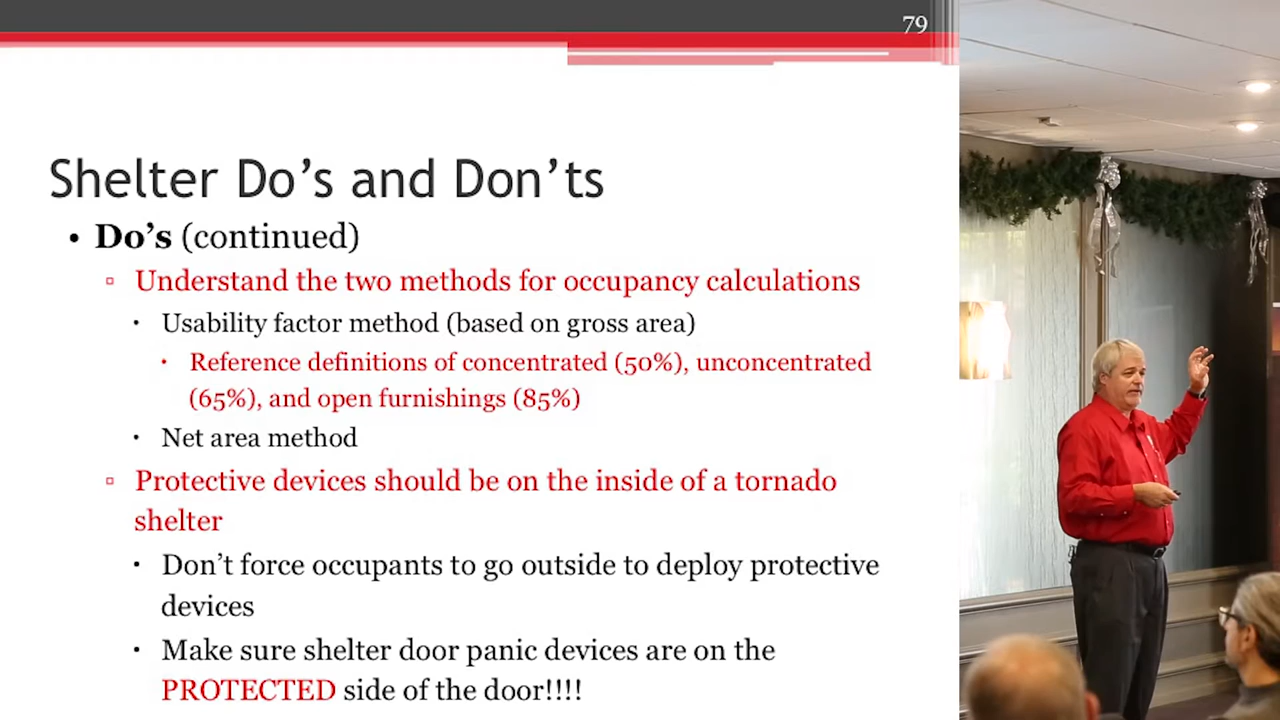 79
Shelter Do’s and Don’ts
• Do’s (continued)
▫ Understand the two methods for occupancy calculations
• Usability factor method (based on gross area)
• Reference definitions of concentrated (50%), unconcentrated
(65%), and open furnishings (85%)
• Net area method
▫ Protective devices should be on the inside of a tornado
shelter
• Don’t force occupants to go outside to deploy protective
devices
• Make sure shelter door panic devices are on the
PROTECTED side of the door!!!!